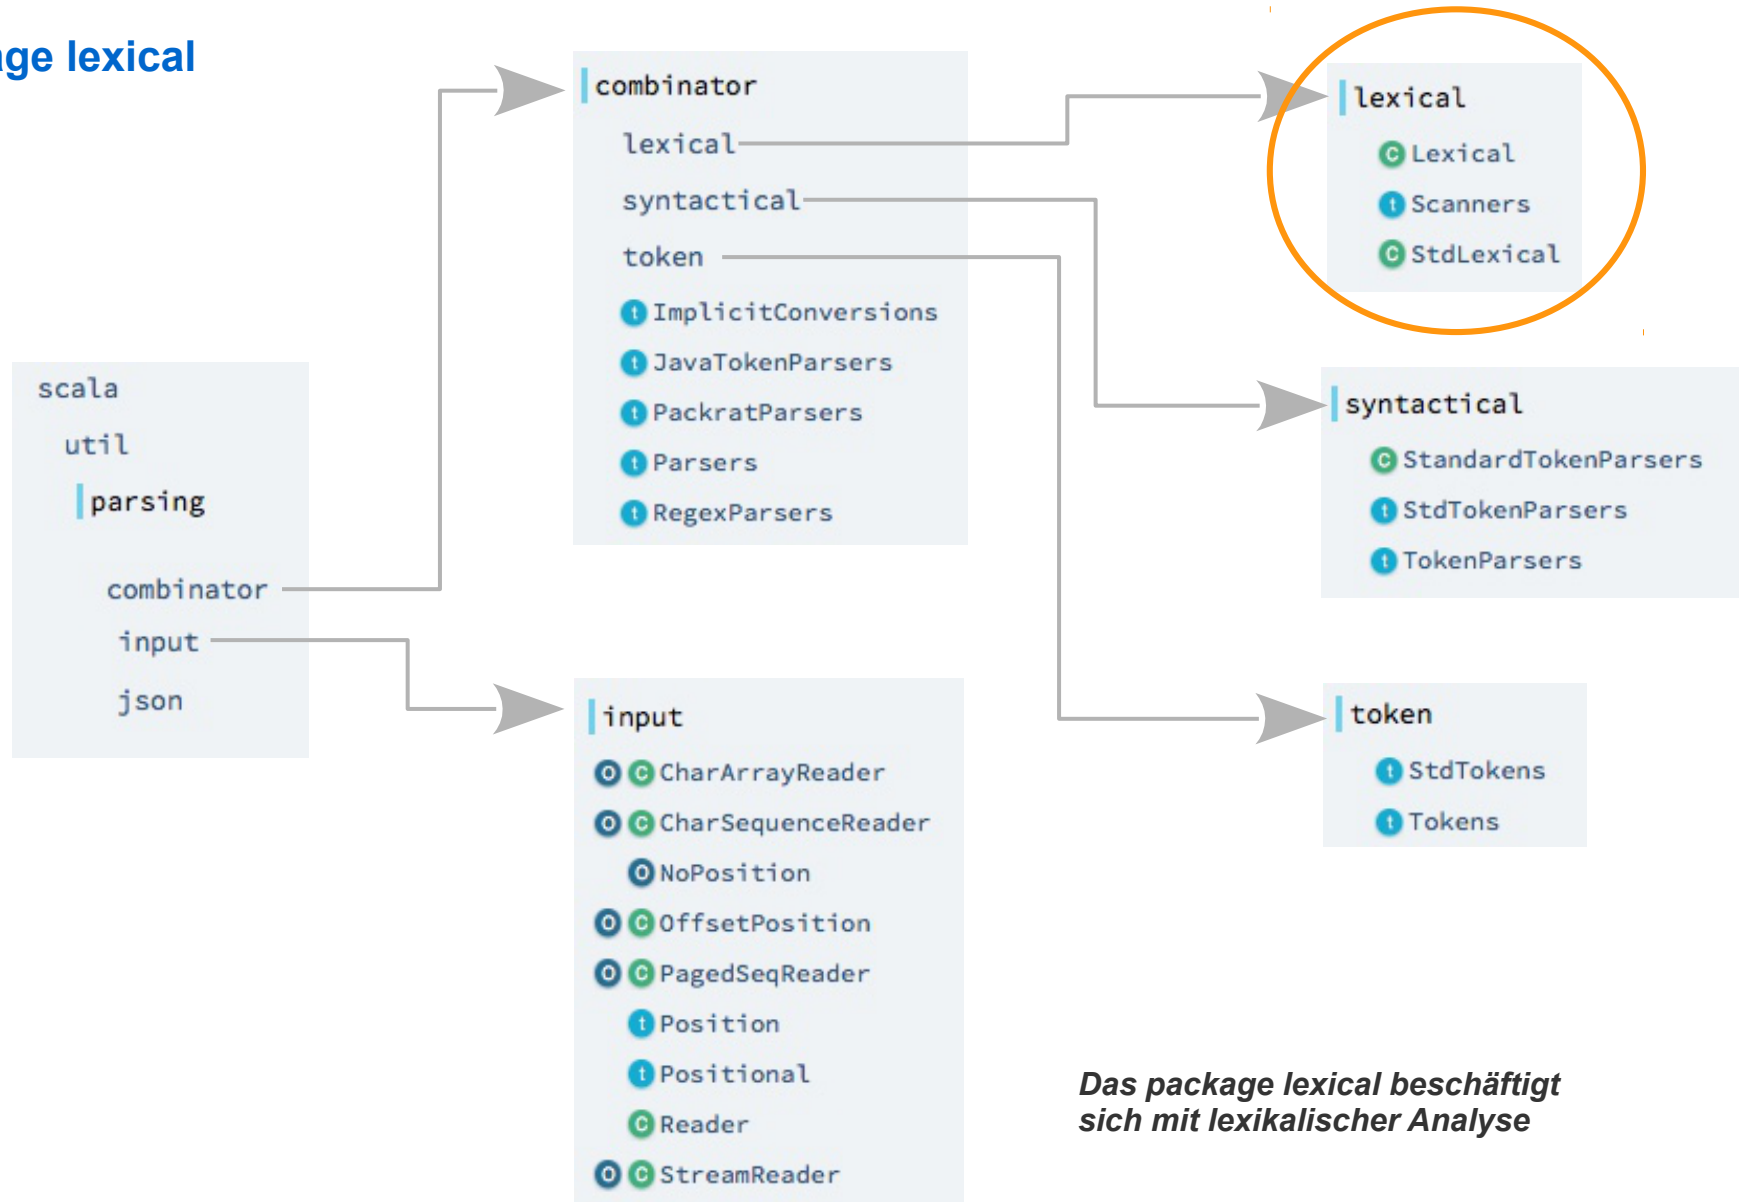 age lexical
scala
util
parsing
combinator
input
json
combinator
lexical
syntactical
token
t ImplicitConversions
t JavaTokenParsers
t PackratParsers
t Parsers
t RegexParsers
input
O C CharArrayReader
O C CharSequenceReader
O NoPosition
O C OffsetPosition
O C PagedSeqReader
t Position
t Positional
C Reader
O C StreamReader
lexical
C Lexical
t Scanners
C StdLexical
syntactical
C StandardTokenParsers
t StdTokenParsers
t TokenParsers
token
t StdTokens
t Tokens
Das package lexical beschäftigt
sich mit lexikalischer Analyse